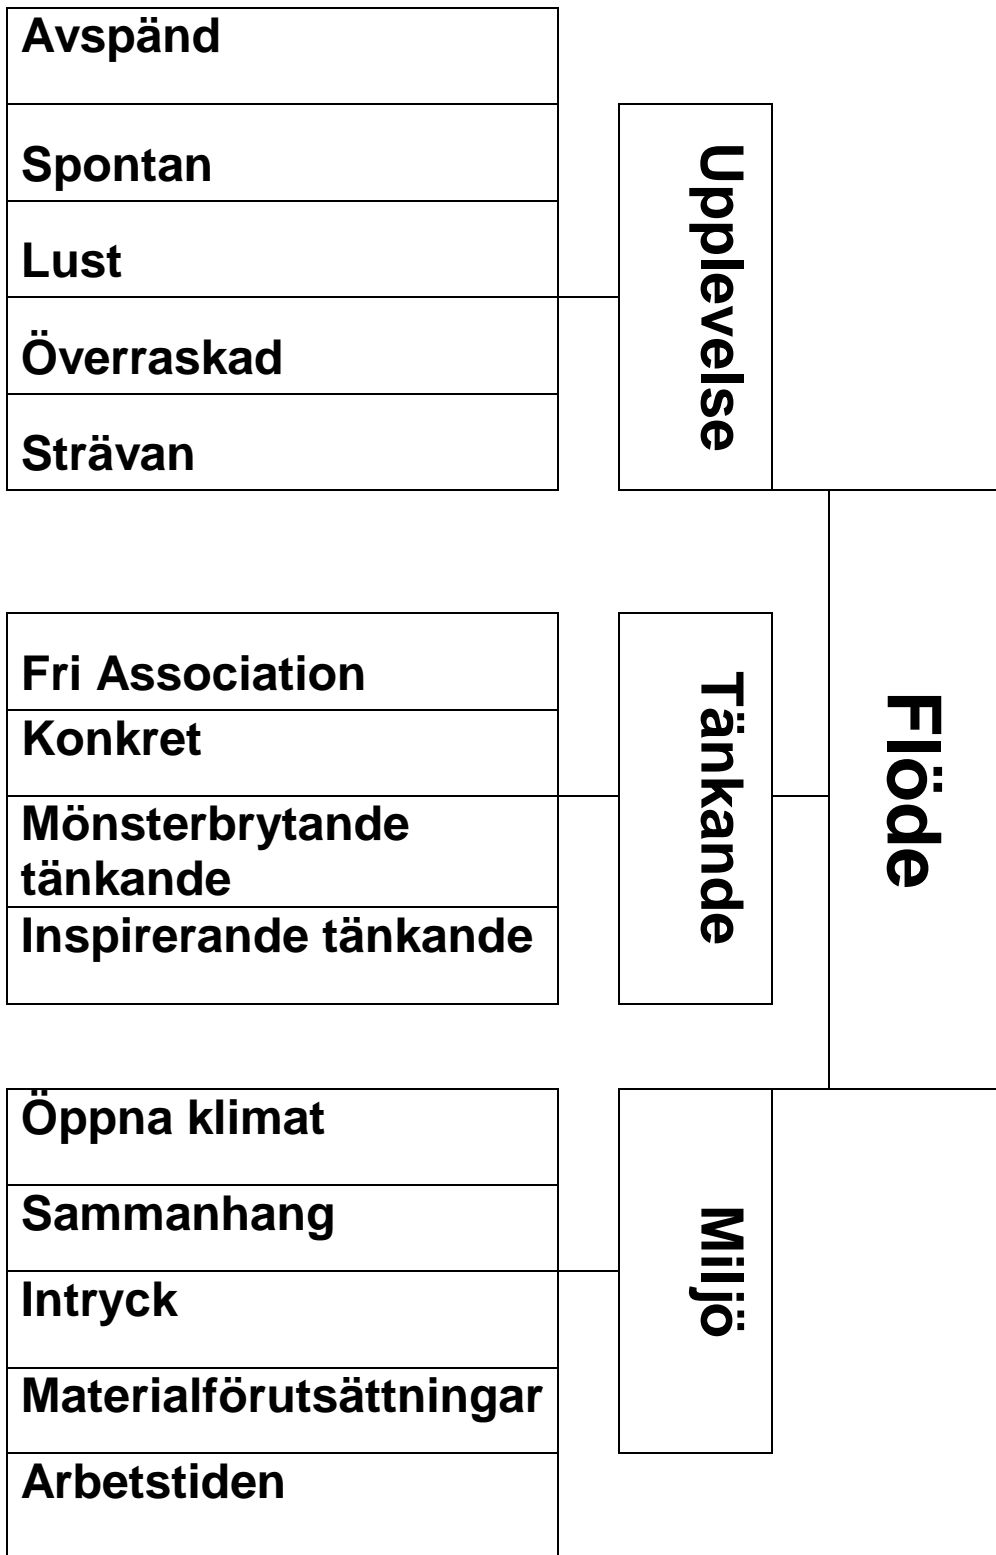 Avspänd
Spontan
Lust
Överraskad
Strävan
Upplevelse
Fri Association
Konkret
Mönsterbrytande
tänkande
Inspirerande tänkande
Tänkande
Flöde
Öppna klimat
Sammanhang
Intryck
Materialförutsättningar
Arbetstiden
Miljö